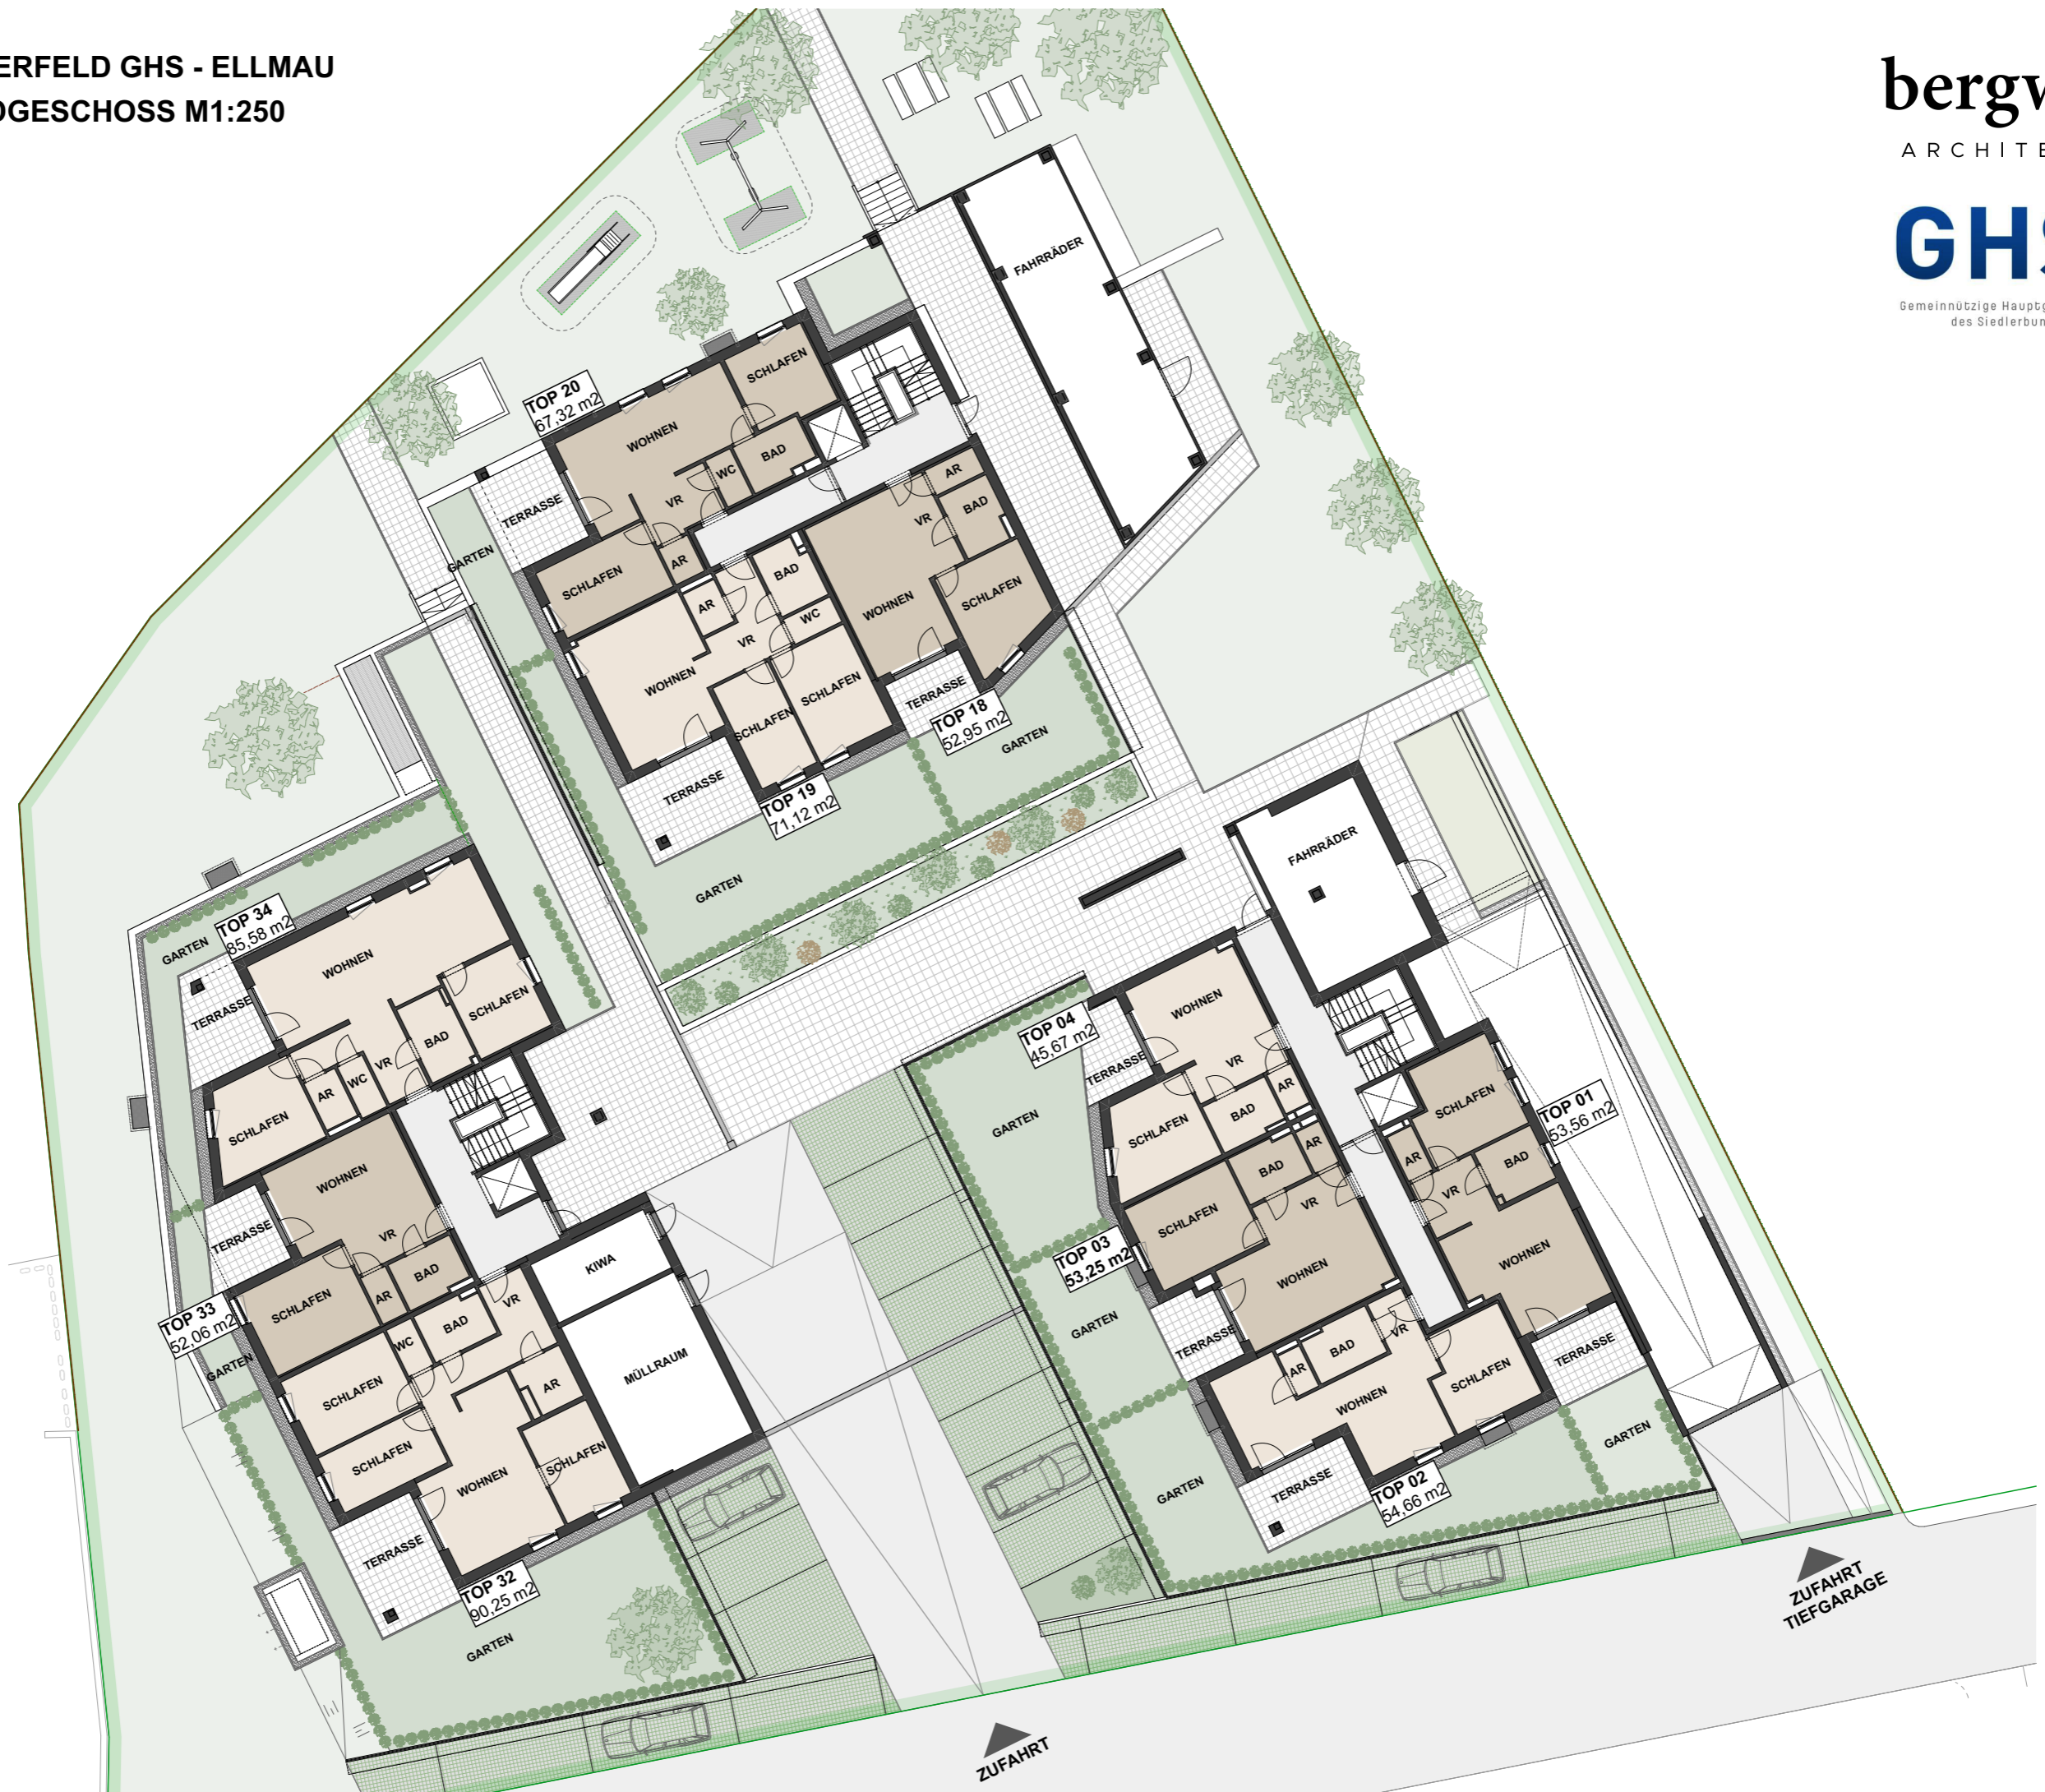 ERFELD GHS - ELLMAU
OGESCHOSS M1:250
bergw
ARCHITE
GHS
Gemeinnützige Hauptg
des Siedlerbun
FAHRRÄDER
SCHLAFEN
TOP 20
67,32 m2
WOHNEN
BAD
WC
VR
AR
TERRASSE
GARTEN
SCHLAFEN
AR
BAD
VR
BAD
AR
WC
VR
WOHNEN
SCHLAFEN
WOHNEN
SCHLAFEN
SCHLAFEN
TERRASSE
TOP 18
52,95 m2
GARTEN
TERRASSE
TOP 19
71,12 m2
GARTEN
FAHRRÄDER
TOP 34
85,58 m2
GARTEN
WOHNEN
TERRASSE
SCHLAFEN
BAD
VR
WC
AR
SCHLAFEN
WOHNEN
TERRASSE
VR
BAD
AR
SCHLAFEN
TOP 33
52,06 m2
GARTEN
KIWA
VR
BAD
WC
MÜLLRAUM
AR
SCHLAFEN
SCHLAFEN
WOHNEN
SCHLAFEN
TERRASSE
TOP 32
90,25 m2
GARTEN
TOP 04
45,67 m2
WOHNEN
VR
TERRASSE
AR
BAD
SCHLAFEN
GARTEN
SCHLAFEN
TOP 01
53,56 m2
AR
BAD
VR
WOHNEN
TERRASSE
GARTEN
AR
BAD
VR
SCHLAFEN
TOP 03
53,25 m2
WOHNEN
GARTEN
TERRASSE
VR
BAD
AR
WOHNEN
SCHLAFEN
TERRASSE
TOP 02
54,66 m2
GARTEN
ZUFAHRT
TIEFGARAGE
ZUFAHRT